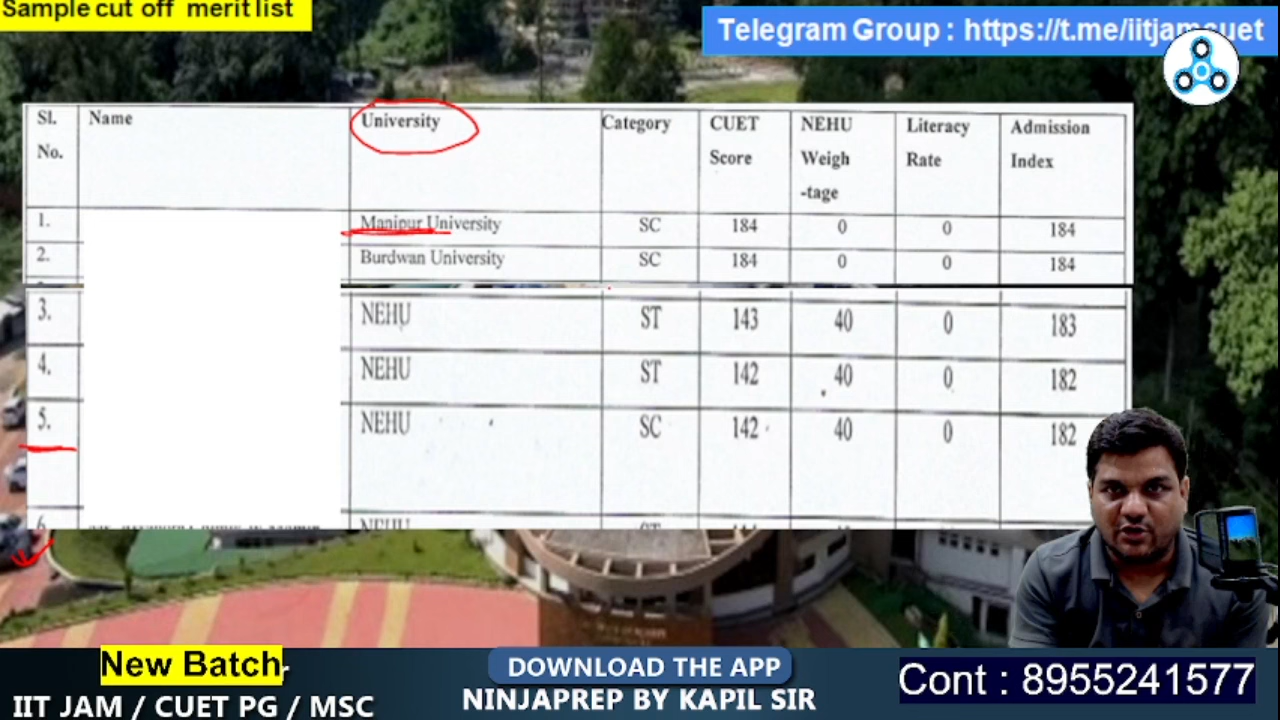 Sample cut off merit list
Telegram Group : https://t.me/iitjamcuet
Sl. No. Name University Category CUET Score NEHU Weigh -tage Literacy Rate Admission Index
1. Manipur University SC 184 0 0 184
2. Burdwan University SC 184 0 0 184
3. NEHU ST 143 40 0 183
4. NEHU ST 142 40 0 182
5. NEHU SC 142 40 0 182
6. NEHU ST
New Batch
IIT JAM / CUET PG / MSC
DOWNLOAD THE APP
NINJAPREP BY KAPIL SIR
Cont : 8955241577